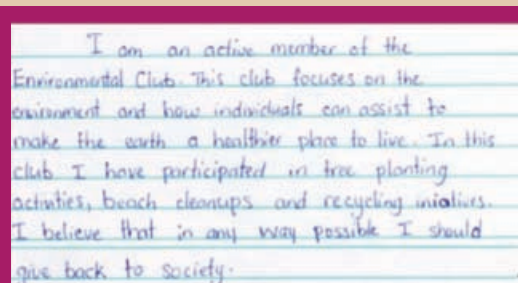 I am an active member of the
Environmental Club. This club focuses on the
environment and how individuals can assist to
make the earth a healthier place to live. In this
club I have participated in tree planting
activities, beach cleanups and recycling iniatives.
I believe that in any way possible I should
give back to society.